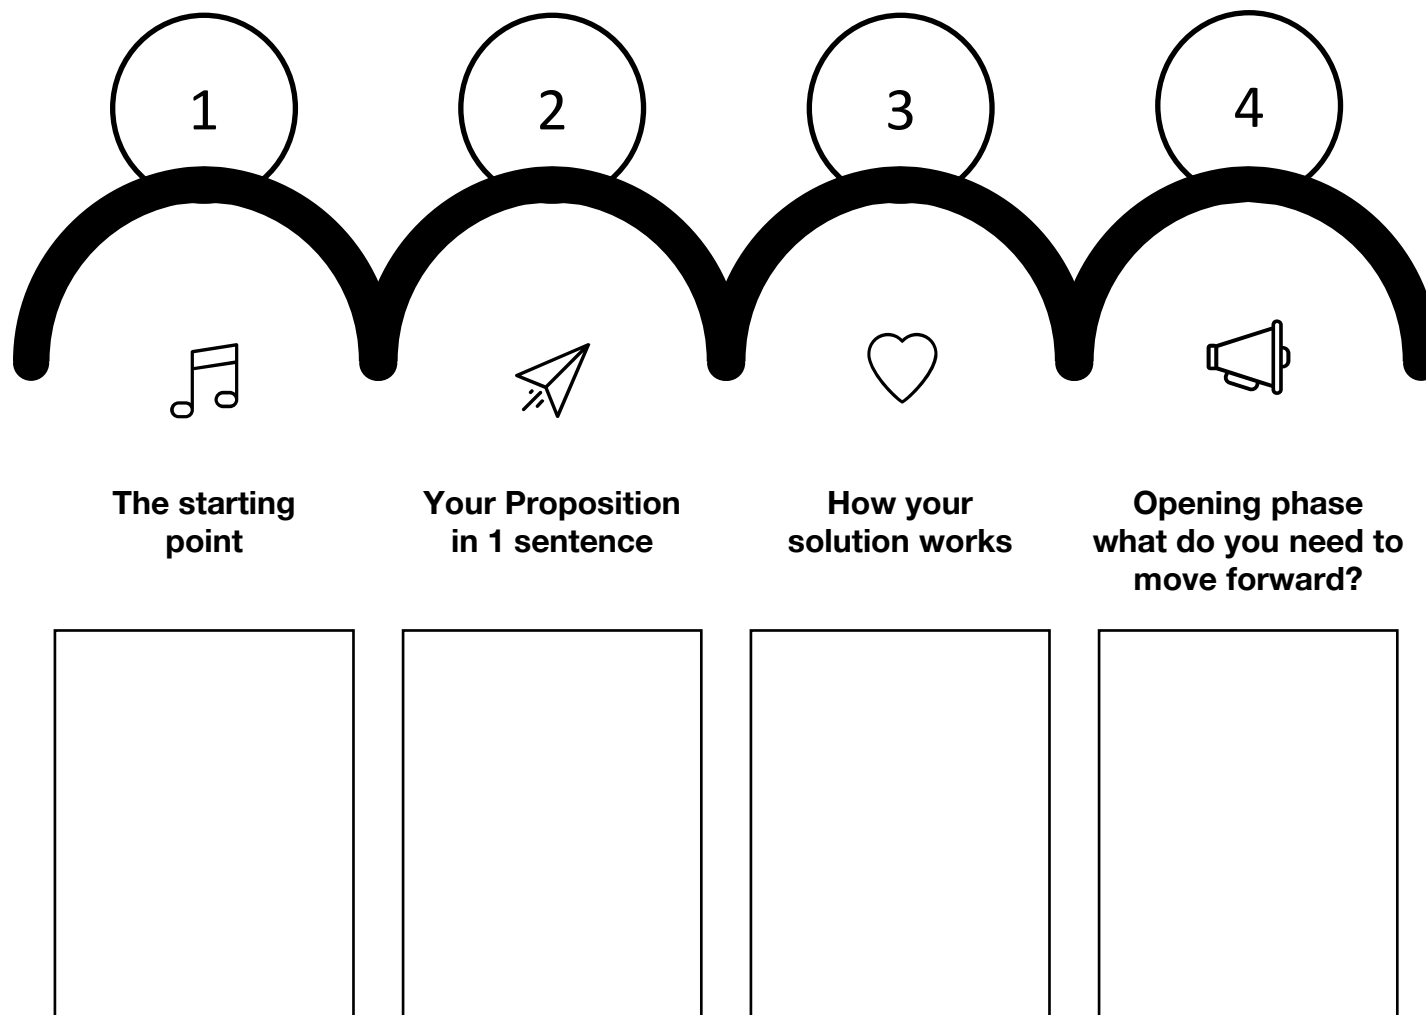 1
2
3
4
The starting
point
Your Proposition
in 1 sentence
How your
solution works
Opening phase
what do you need to
move forward?